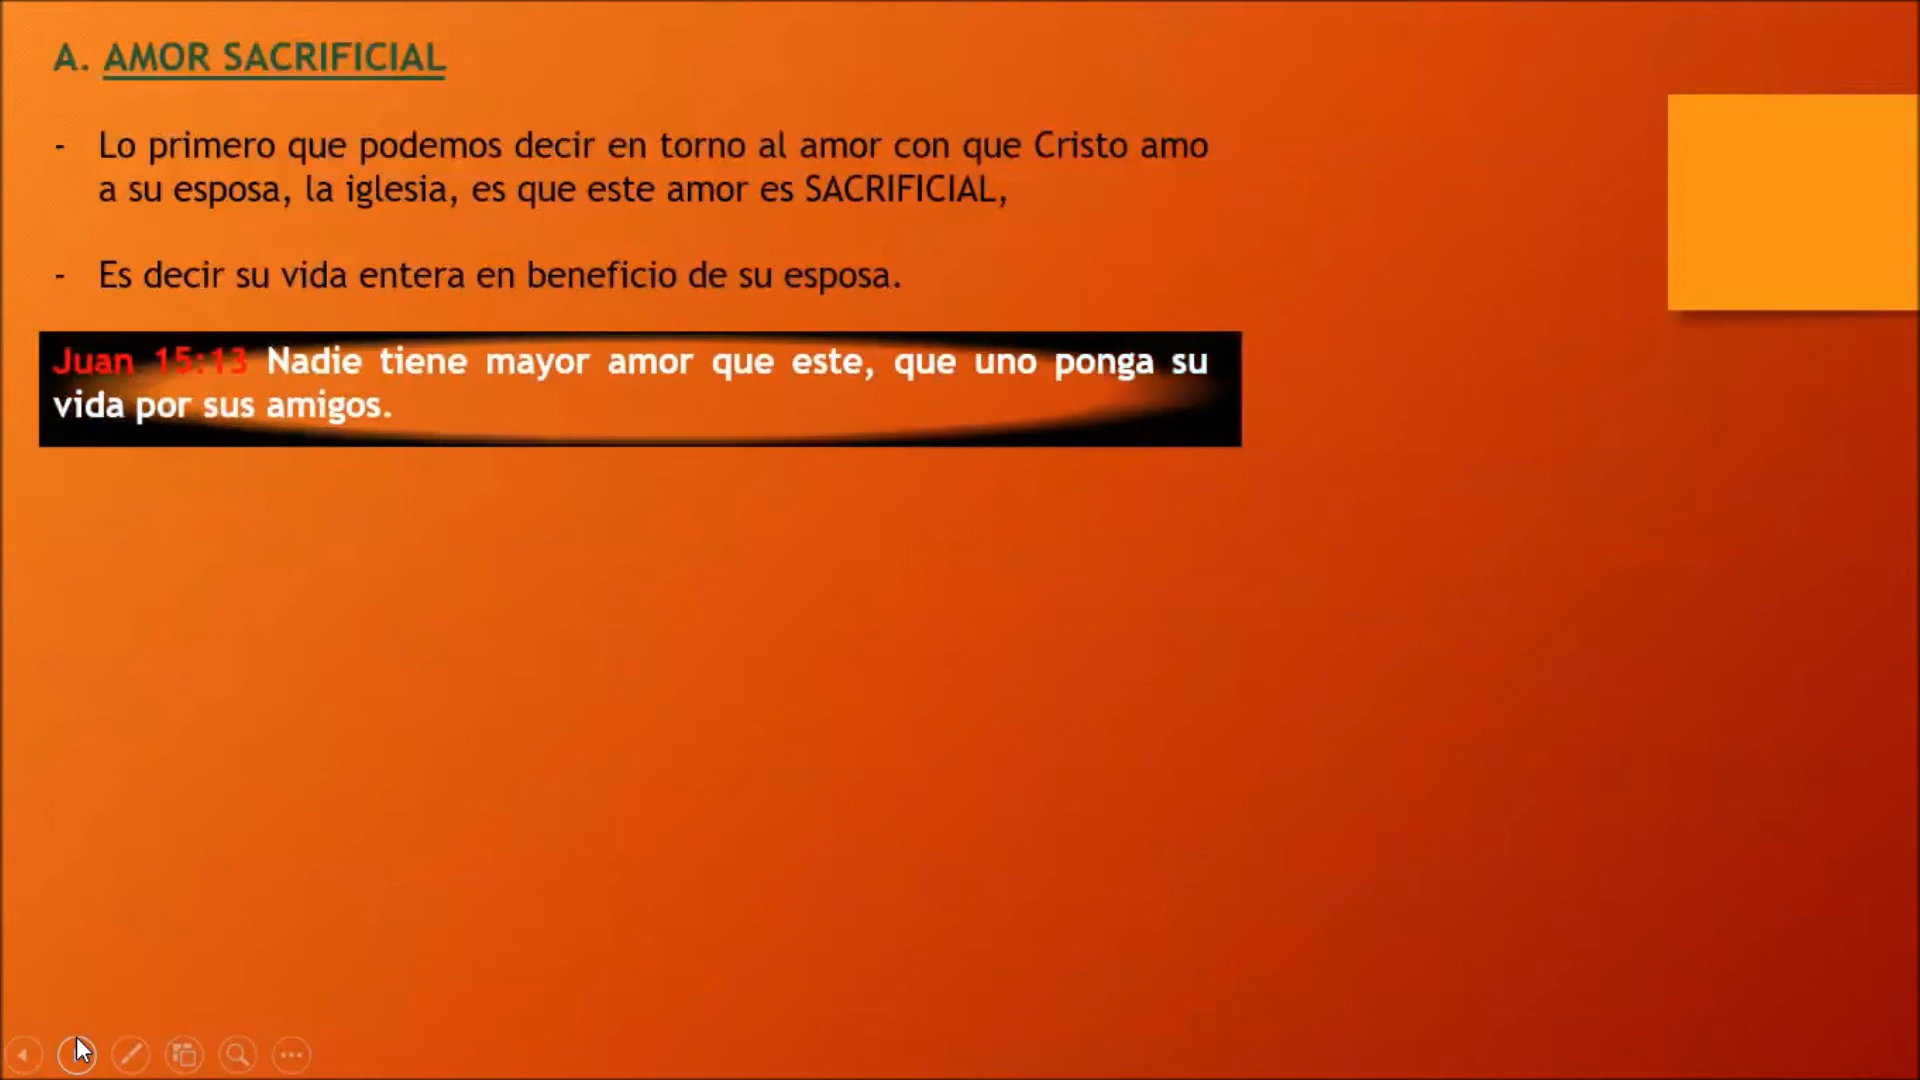 A. AMOR SACRIFICIAL
- Lo primero que podemos decir en torno al amor con que Cristo amo
a su esposa, la iglesia, es que este amor es SACRIFICIAL,
- Es decir su vida entera en beneficio de su esposa.
Juan 15:13 Nadie tiene mayor amor que este, que uno ponga su
vida por sus amigos.